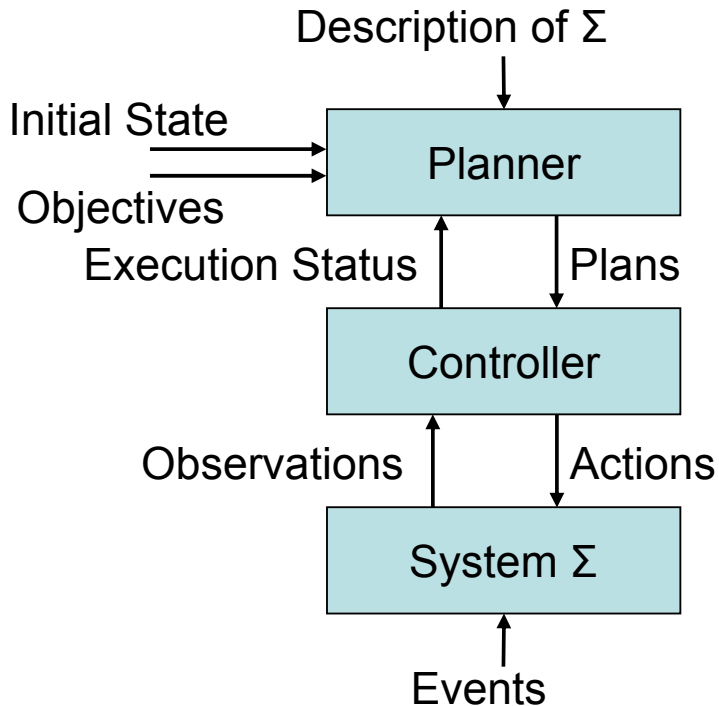 Description of Σ
Initial State
Planner
Objectives
Execution Status
Plans
Controller
Observations
Actions
System Σ
Events